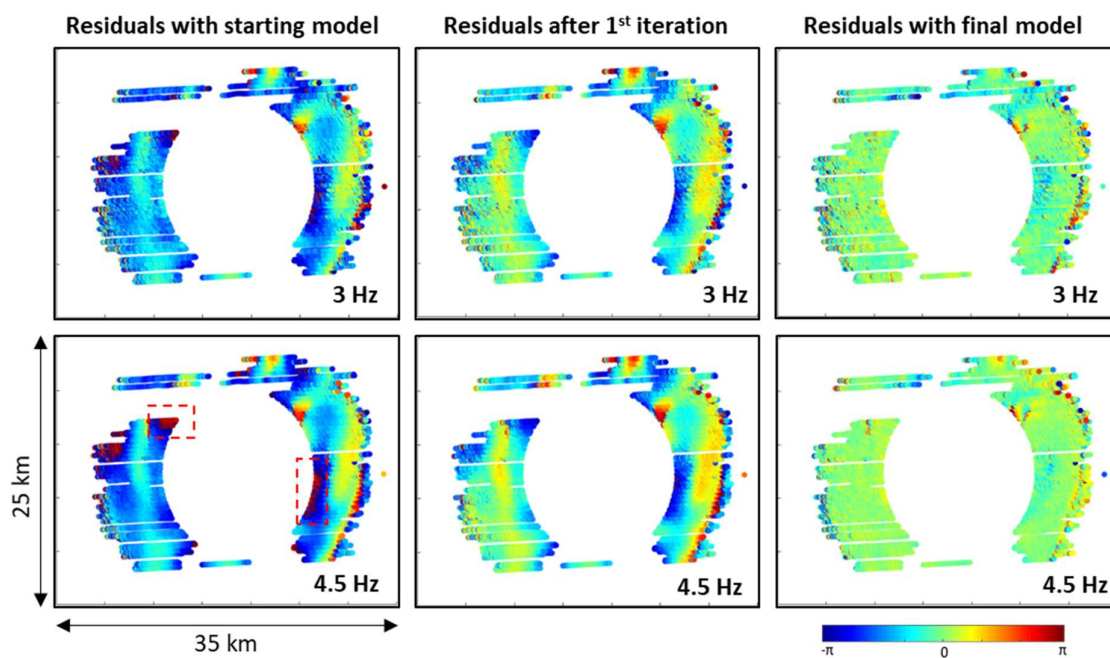 Residuals with starting model
Residuals after 1st iteration
Residuals with final model
3 Hz
3 Hz
3 Hz
25 km
4.5 Hz
4.5 Hz
4.5 Hz
35 km
-π
0
π